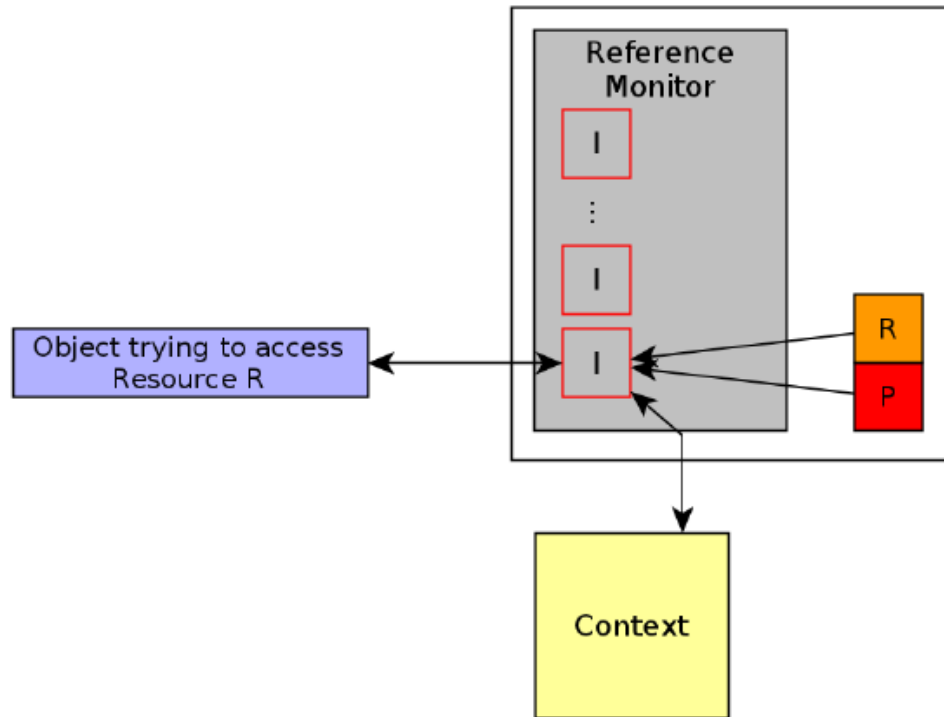 Reference
Monitor
I
...
I
I
Object trying to access
Resource R
R
P
Context